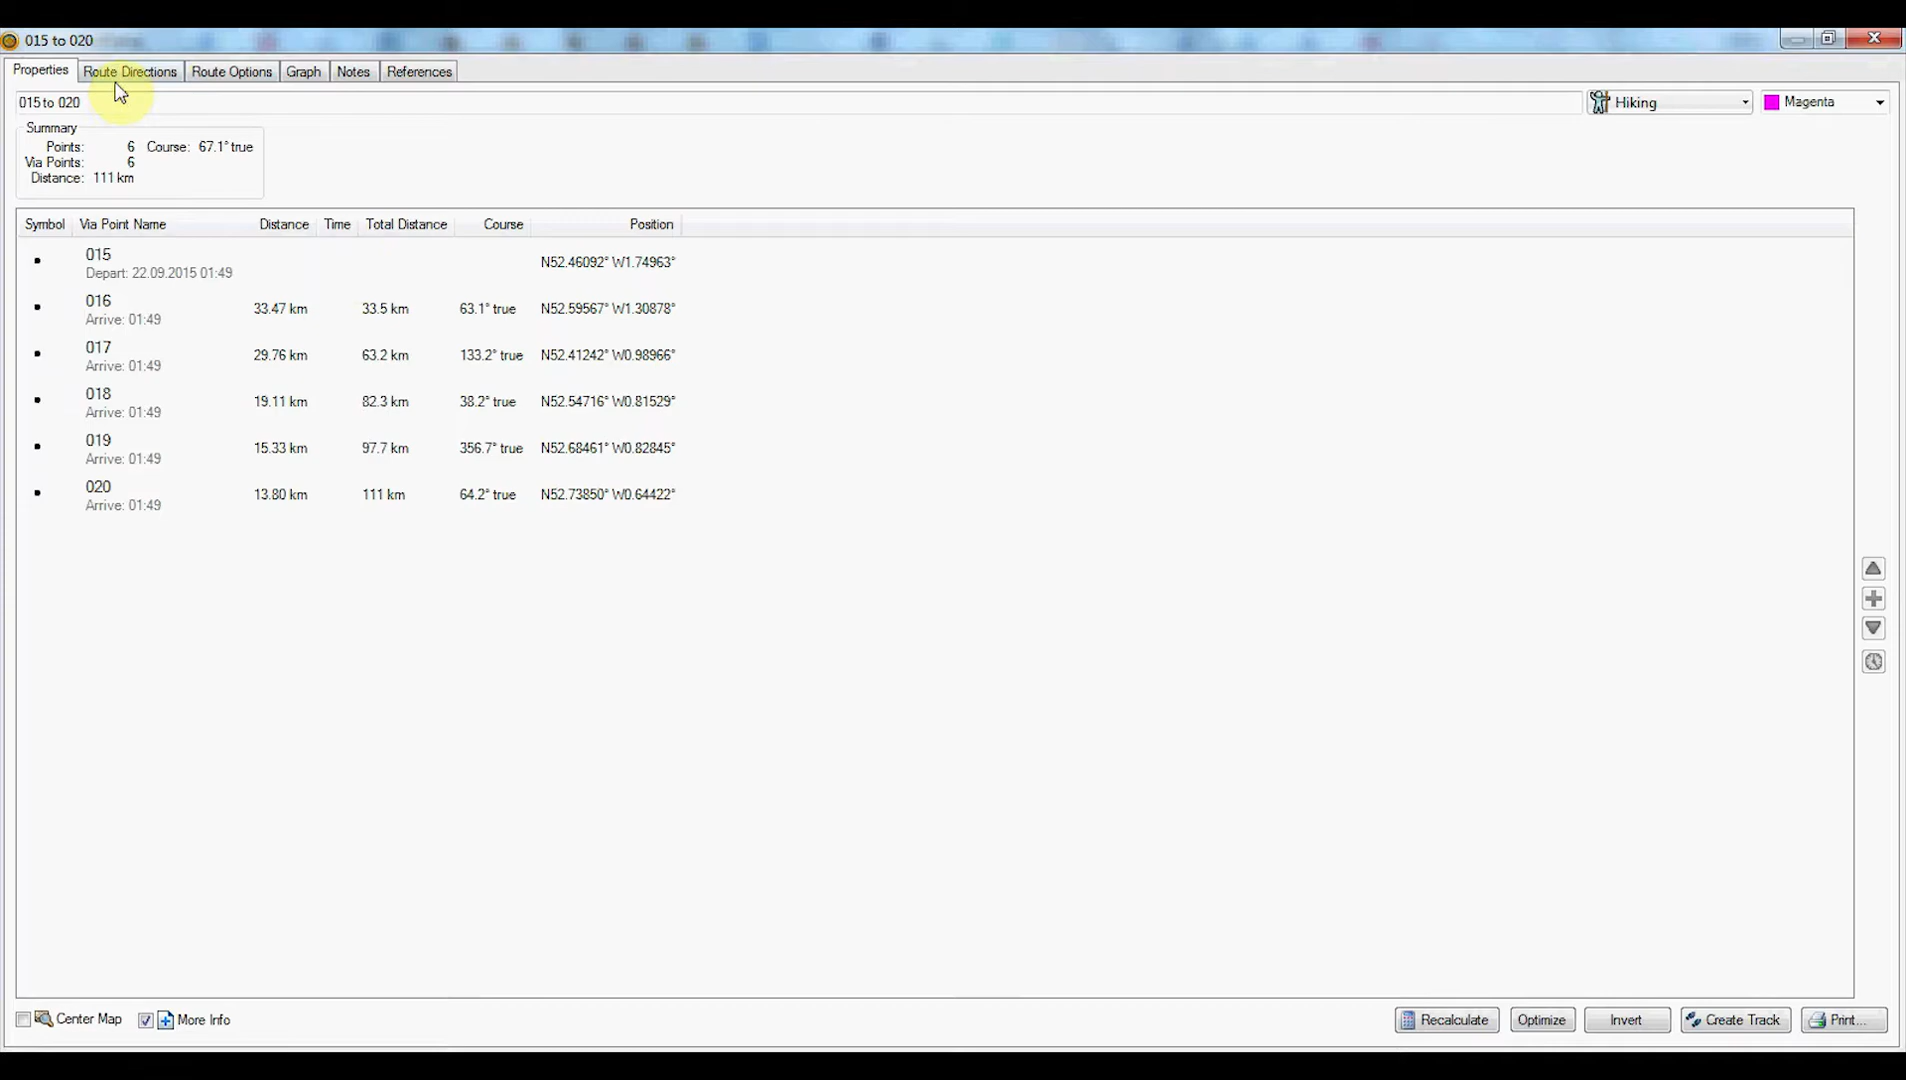 015 to 020
Properties Route Directions Route Options Graph Notes References
015 to 020 Hiking Magenta
Summary
Points: 6 Course: 67.1° true
Via Points: 6
Distance: 111 km
Symbol Via Point Name Distance Time Total Distance Course Position
015
Depart: 22.09.2015 01:49
N52.46092° W1.74963°
016
Arrive: 01:49
33.47 km 33.5 km 63.1° true N52.59567° W1.30878°
017
Arrive: 01:49
29.76 km 63.2 km 133.2° true N52.41242° W0.98966°
018
Arrive: 01:49
19.11 km 82.3 km 38.2° true N52.54716° W0.81529°
019
Arrive: 01:49
15.33 km 97.7 km 356.7° true N52.68461° W0.82845°
020
Arrive: 01:49
13.80 km 111 km 64.2° true N52.73850° W0.64422°
Center Map More Info Recalculate Optimize Invert Create Track Print...